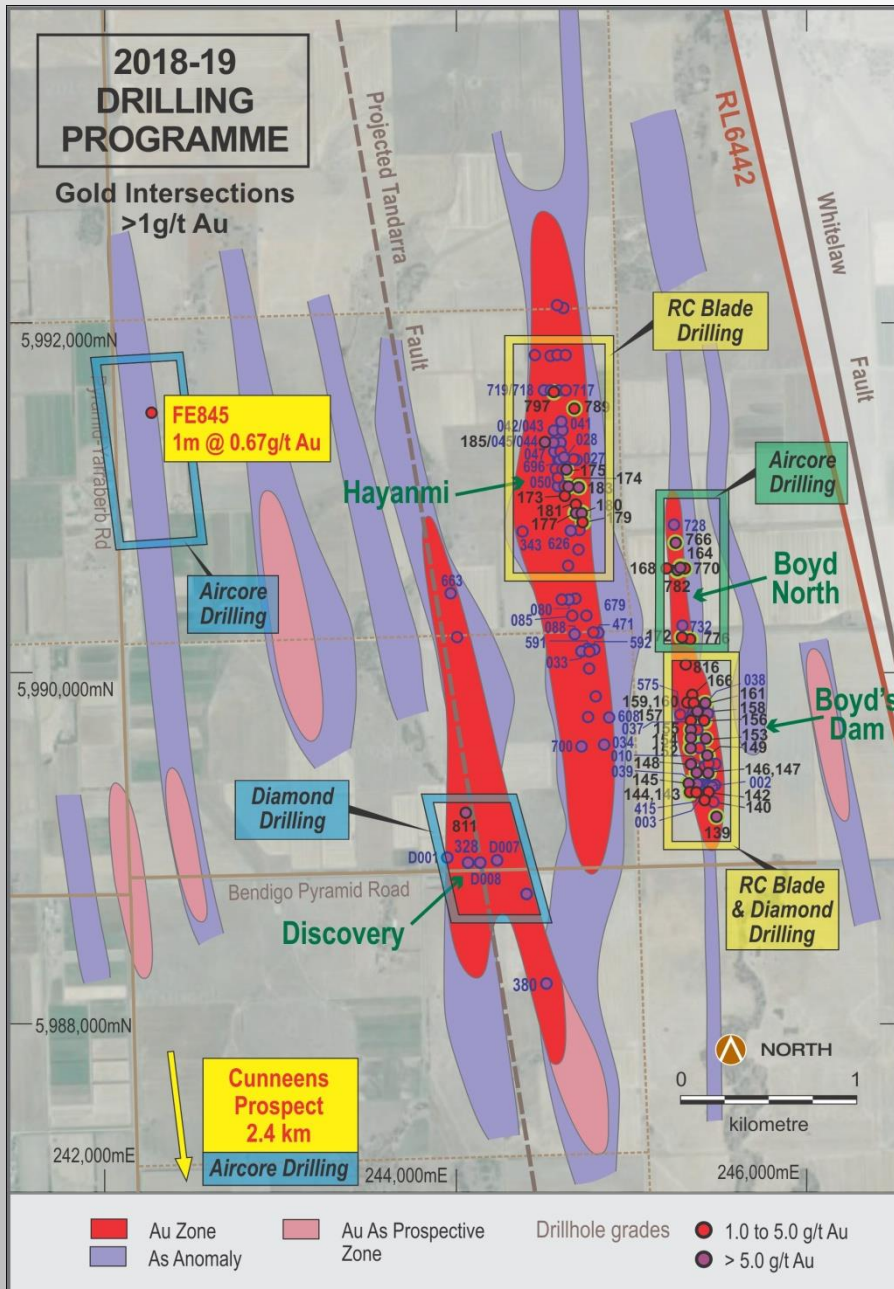 2018-19
DRILLING
PROGRAMME
Gold Intersections
>1g/t Au
Projected Tandarra
Fault
RL6442
Whitelaw
Fault
RC Blade
Drilling
5,992,000mN
FE845
1m @ 0.67g/t Au
Pyramid-Yarraberb Rd
Aircore
Drilling
719/718
717
797
789
042/043
041
185/045/044
028
047
027
696
175
174
050
183
Hayanmi
173
180
181
179
177
343
626
Aircore
Drilling
728
766
164
168
770
782
Boyd
North
732
172
776
663
080
679
085
088
471
591
592
033
5,990,000mN
816
166
575
038
161
159,160
158
157
156
037
Boyd's
Dam
608
153
034
149
152
700
010
148
146,147
039
145
002
144,143
142
415
140
003
139
Diamond
Drilling
811
D001
328
D007
D008
Bendigo Pyramid Road
Discovery
RC Blade
& Diamond
Drilling
380
5,988,000mN
NORTH
0
1
kilometre
Cunneens
Prospect
2.4 km
Aircore Drilling
242,000mE
244,000mE
246,000mE
Au Zone
As Anomaly
Au As Prospective
Zone
Drillhole grades
1.0 to 5.0 g/t Au
> 5.0 g/t Au